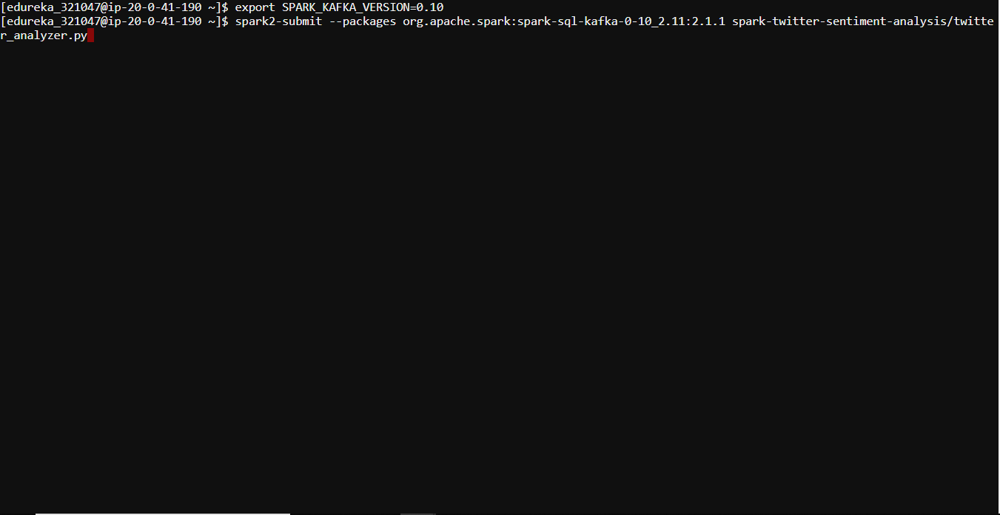 [edureka_321047@ip-20-0-41-190 ~]$ export SPARK_KAFKA_VERSION=0.10
[edureka_321047@ip-20-0-41-190 ~]$ spark2-submit --packages org.apache.spark:spark-sql-kafka-0-10_2.11:2.1.1 spark-twitter-sentiment-analysis/twitte
r_analyzer.py